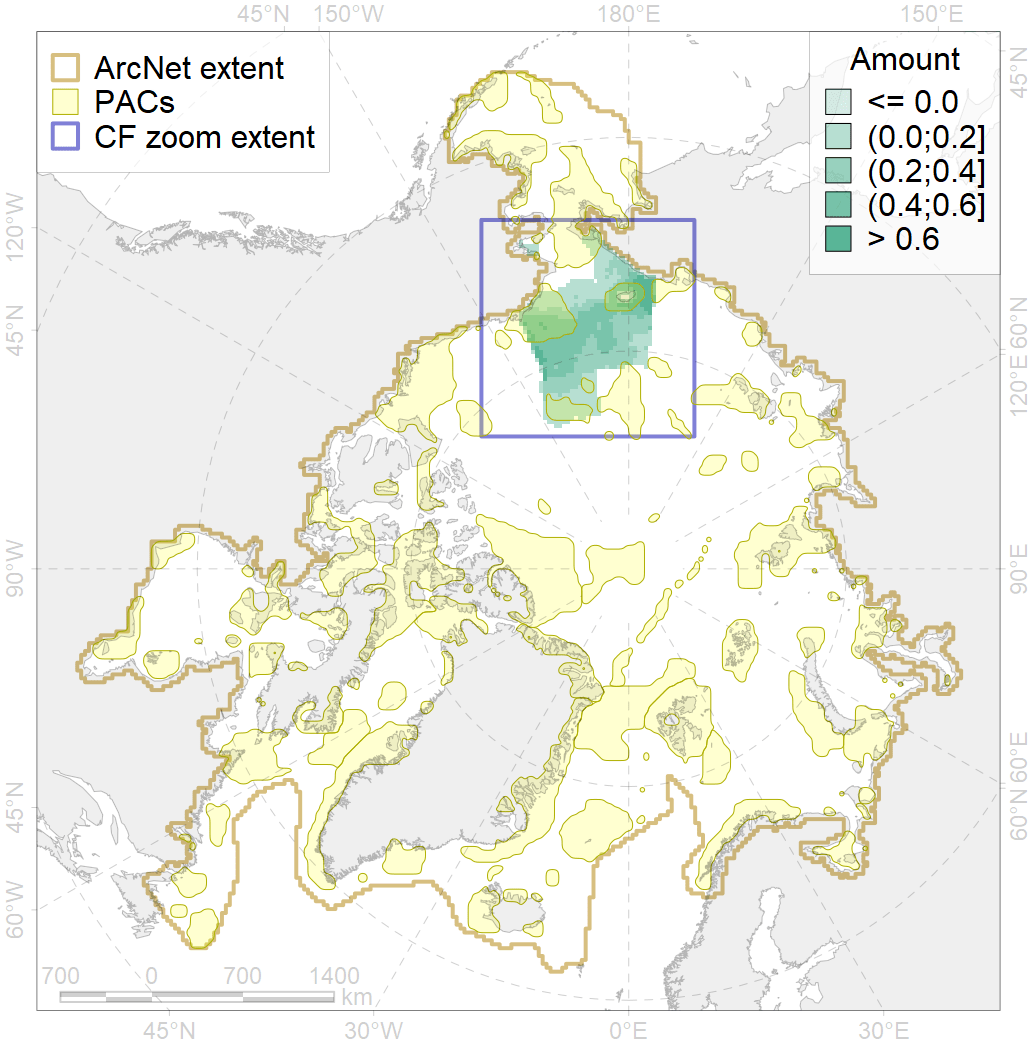 45°N 150°W 180°E 150°E
ArcNet extent
PACs
CF zoom extent
Amount
<= 0.0
(0.0;0.2]
(0.2;0.4]
(0.4;0.6]
> 0.6
45°N
120°W
45°N
60°N
120°E
90°W
90°E
60°E
45°N
60°N
60°W
700 0 700 1400
km
45°N 30°W 0°E 30°E